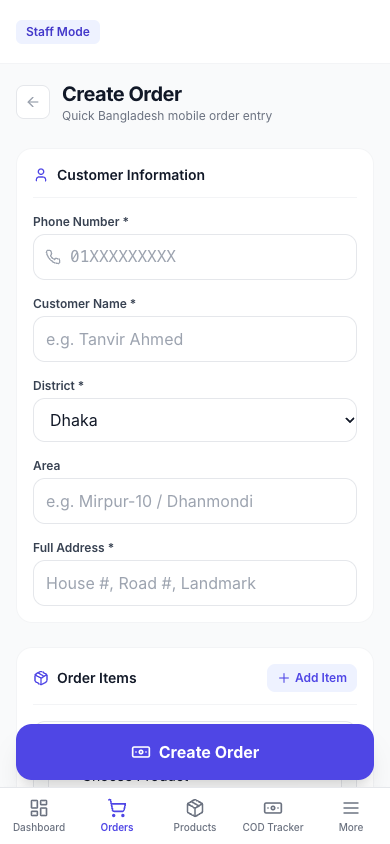 Staff Mode
Create Order
Quick Bangladesh mobile order entry
Customer Information
Phone Number *
01XXXXXXXXX
Customer Name *
e.g. Tanvir Ahmed
District *
Dhaka
Area
e.g. Mirpur-10 / Dhanmondi
Full Address *
House #, Road #, Landmark
Order Items
Add Item
Create Order
Dashboard
Orders
Products
COD Tracker
More